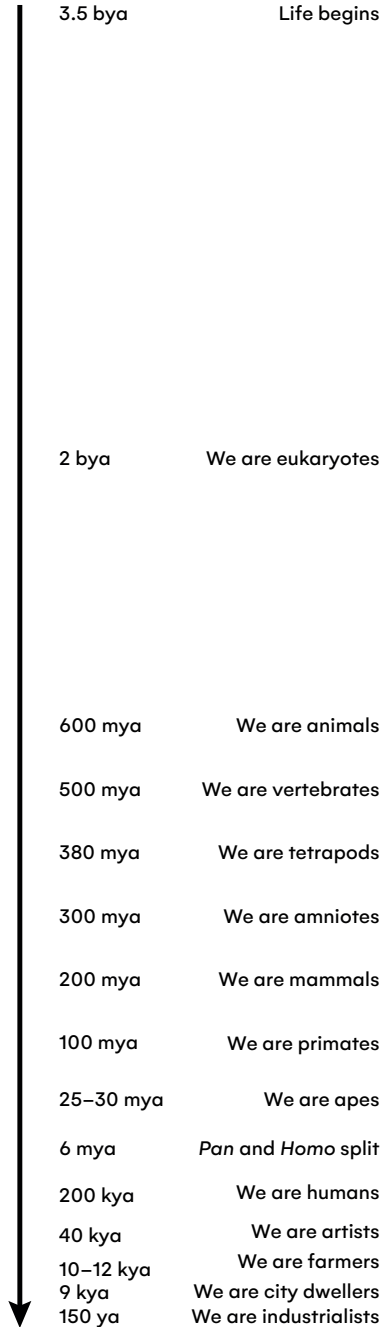 3.5 bya Life begins
2 bya We are eukaryotes
600 mya We are animals
500 mya We are vertebrates
380 mya We are tetrapods
300 mya We are amniotes
200 mya We are mammals
100 mya We are primates
25–30 mya We are apes
6 mya Pan and Homo split
200 kya We are humans
40 kya We are artists
10–12 kya We are farmers
9 kya We are city dwellers
150 ya We are industrialists